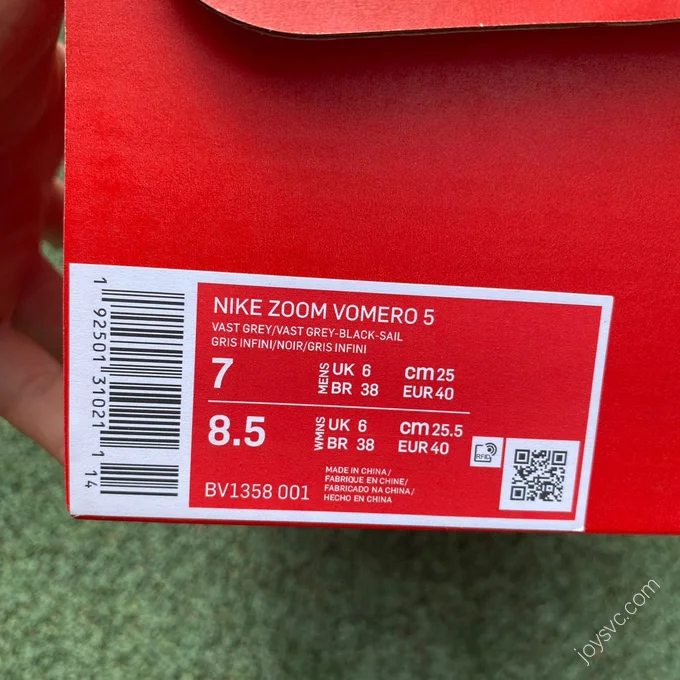 NIKE ZOOM VOMERO 5
VAST GREY/VAST GREY-BLACK-SAIL
GRIS INFINI/NOIR/GRIS INFINI
7 MENS UK 6 cm 25
BR 38 EUR 40
8.5 WMNS UK 6 cm 25.5
BR 38 EUR 40
RFID
BV1358 001
MADE IN CHINA/
FABRIQUE EN CHINE/
FABRICADO NA CHINA/
HECHO EN CHINA
1 92501 31021 1 14
joysvc.com